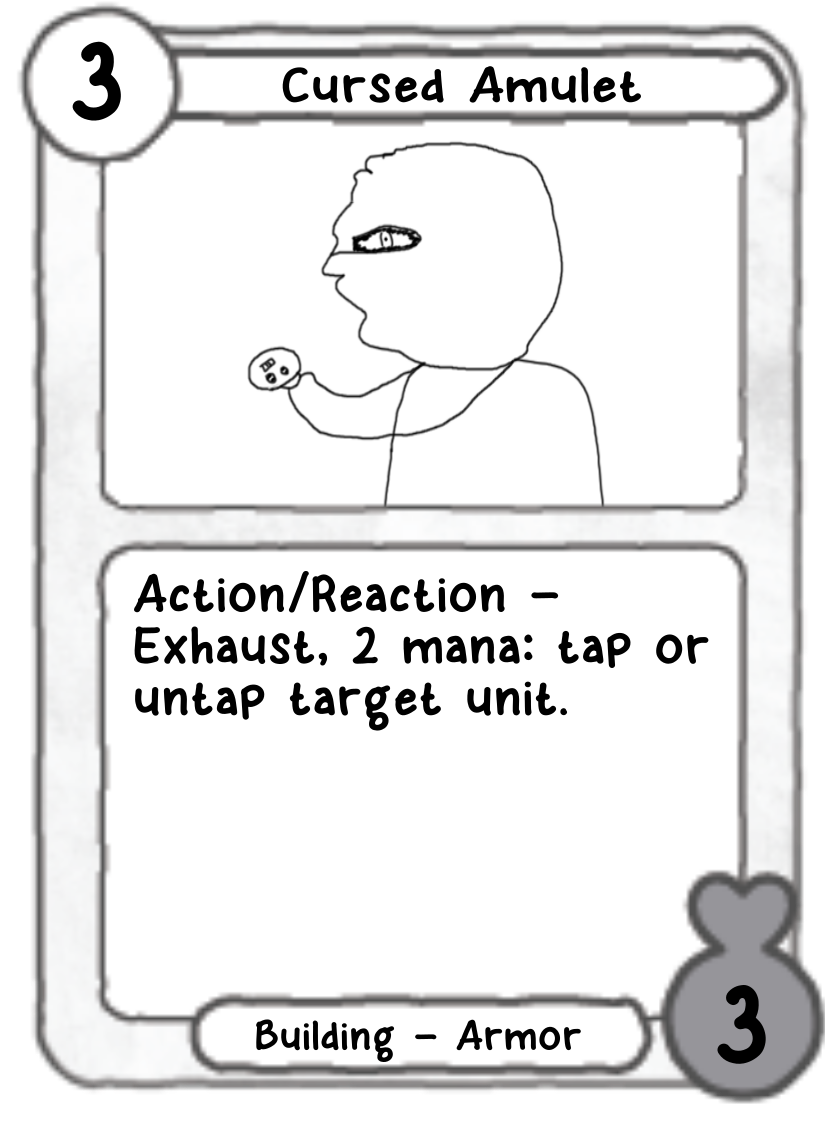 3
Cursed Amulet
Action/Reaction –
Exhaust, 2 mana: tap or
untap target unit.
Building – Armor
3